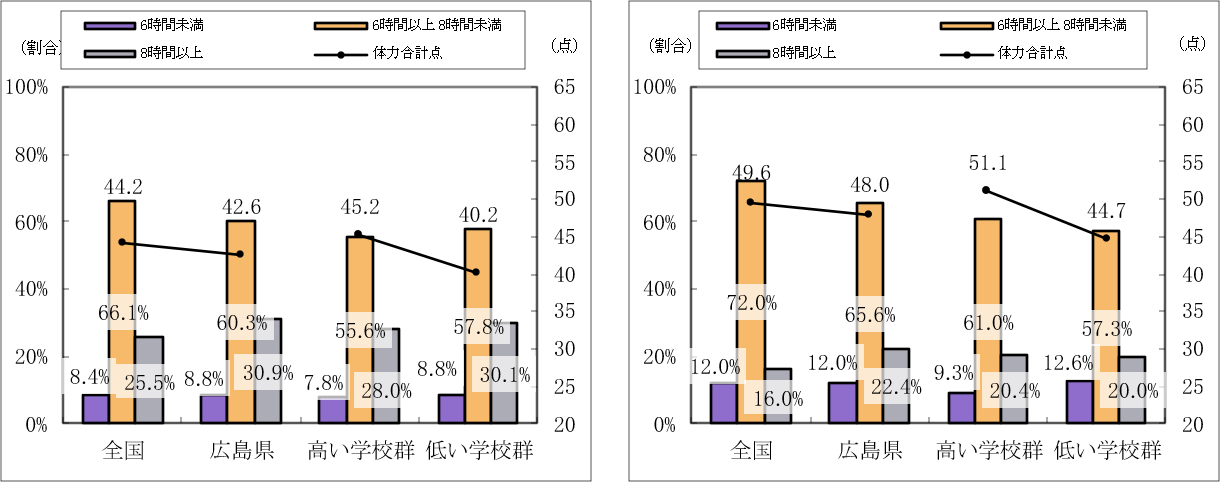 6時間未満 6時間以上 8時間未満
8時間以上 体力合計点
(割合) (点)
100% 65
60
80% 55
50
60% 45
40% 40
35
20% 30
25
0% 20
44.2 42.6 45.2 40.2
66.1% 60.3% 55.6% 57.8%
8.4% 25.5% 8.8% 30.9% 7.8% 28.0% 8.8% 30.1%
全国 広島県 高い学校群 低い学校群
6時間未満 6時間以上 8時間未満
8時間以上 体力合計点
(割合) (点)
100% 65
60
80% 55
50
60% 45
40% 40
35
20% 30
25
0% 20
49.6 48.0 51.1 44.7
72.0% 65.6% 61.0% 57.3%
12.0% 16.0% 12.0% 22.4% 9.3% 20.4% 12.6% 20.0%
全国 広島県 高い学校群 低い学校群